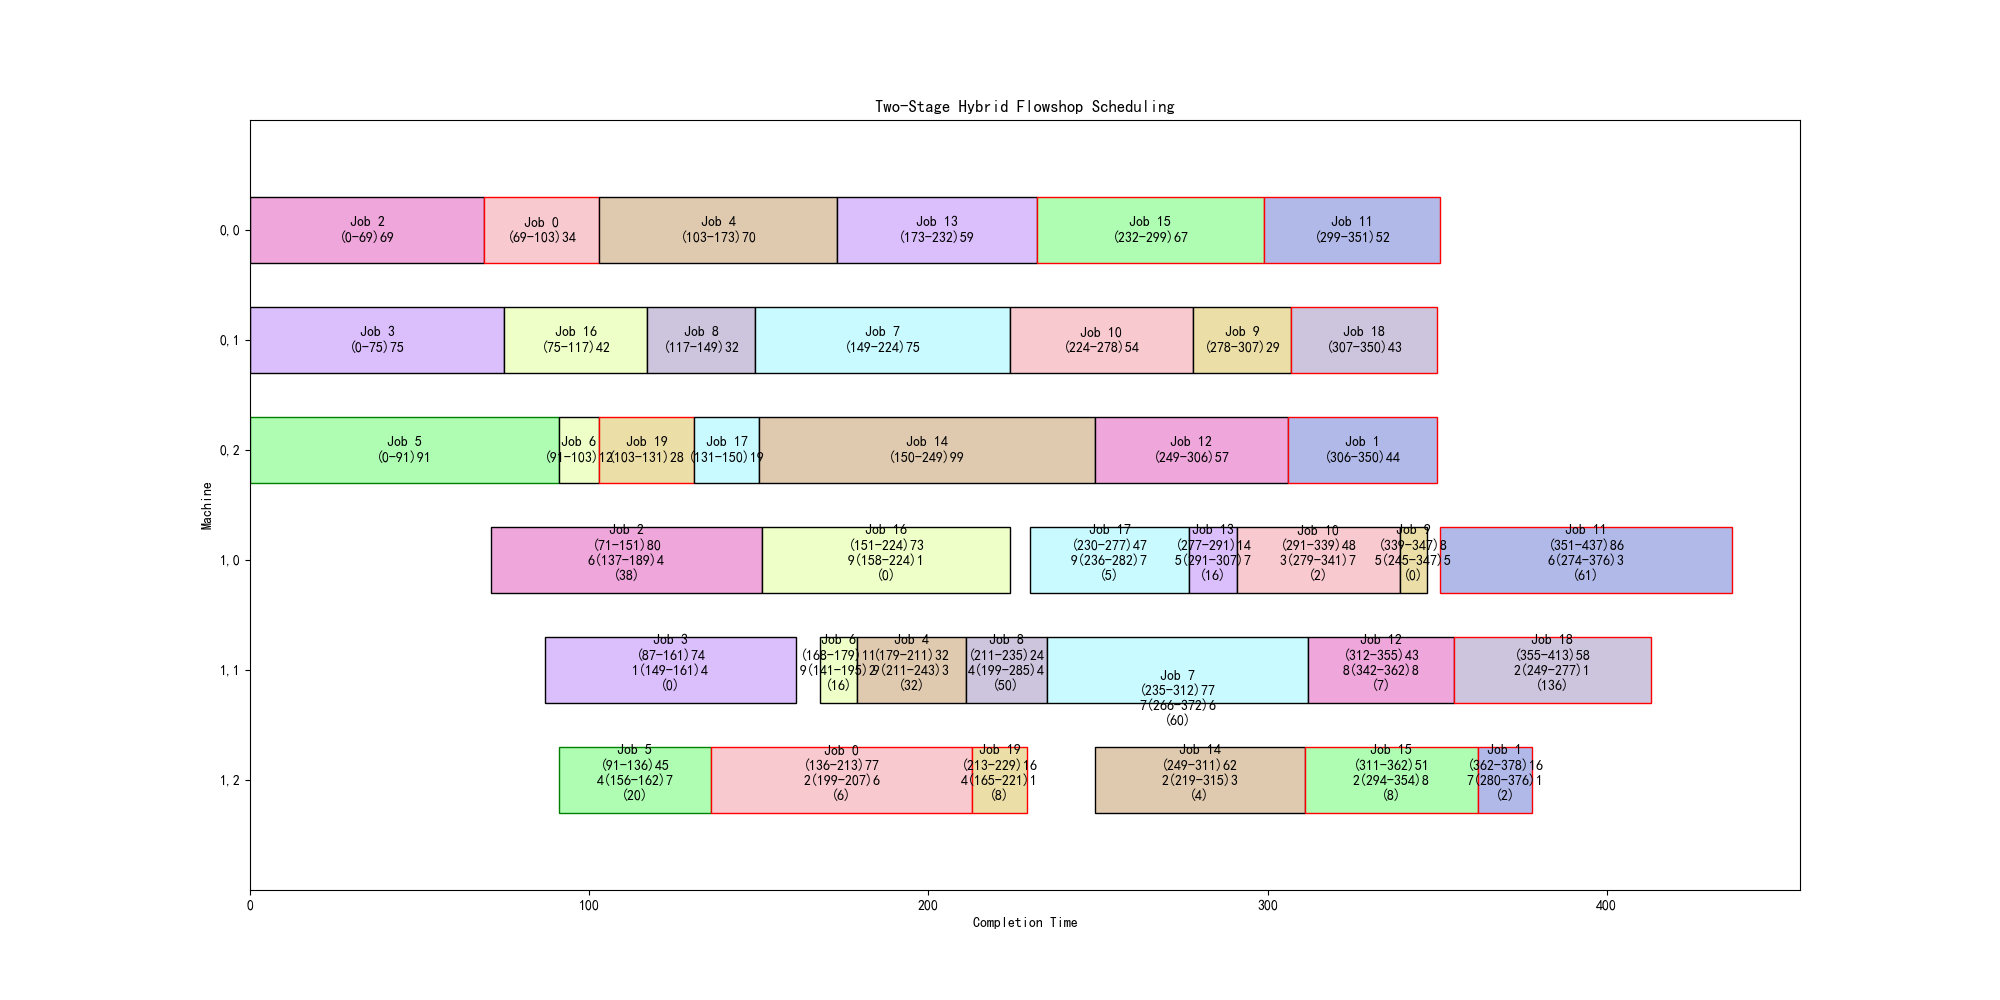 Two-Stage Hybrid Flowshop Scheduling
Machine
0,0
Job 2
(0-69)69
Job 0
(69-103)34
Job 4
(103-173)70
Job 13
(173-232)59
Job 15
(232-299)67
Job 11
(299-351)52
0,1
Job 3
(0-75)75
Job 16
(75-117)42
Job 8
(117-149)32
Job 7
(149-224)75
Job 10
(224-278)54
Job 9
(278-307)29
Job 18
(307-350)43
0,2
Job 5
(0-91)91
Job 6
(91-103)12
Job 19
(103-131)28
Job 17
(131-150)19
Job 14
(150-249)99
Job 12
(249-306)57
Job 1
(306-350)44
1,0
Job 2
(71-151)80
6(137-189)4
(38)
Job 16
(151-224)73
9(158-224)1
(0)
Job 17
(230-277)47
9(236-282)7
(5)
Job 13
(277-291)14
5(291-307)7
(16)
Job 10
(291-339)48
3(279-341)7
(2)
Job 9
(339-347)8
5(245-347)5
(0)
Job 11
(351-437)86
6(274-376)3
(61)
1,1
Job 3
(87-161)74
1(149-161)4
(0)
Job 6
(168-179)11
9(141-195)2
(16)
Job 4
(179-211)32
9(211-243)3
(32)
Job 8
(211-235)24
4(199-285)4
(50)
Job 7
(235-312)77
7(266-372)6
(60)
Job 12
(312-355)43
8(342-362)8
(7)
Job 18
(355-413)58
2(249-277)1
(136)
1,2
Job 5
(91-136)45
4(156-162)7
(20)
Job 0
(136-213)77
2(199-207)6
(6)
Job 19
(213-229)16
4(165-221)1
(8)
Job 14
(249-311)62
2(219-315)3
(4)
Job 15
(311-362)51
2(294-354)8
(8)
Job 1
(362-378)16
7(280-376)1
(2)
0
100
200
300
400
Completion Time